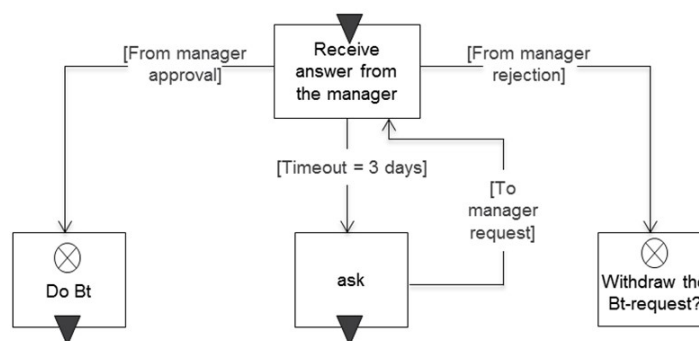 Receive
answer from
the manager
[From manager
approval]
[From manager
rejection]
[Timeout = 3 days]
[To
manager
request]
Do Bt
ask
Withdraw the
Bt-request?